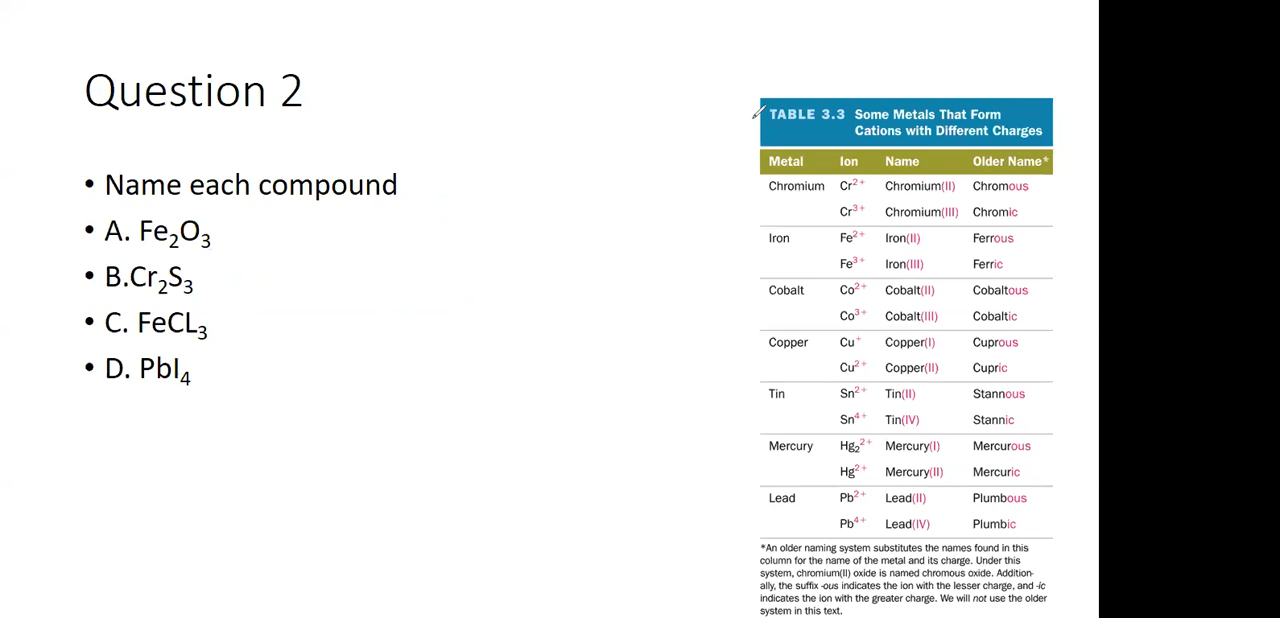 Question 2
• Name each compound
• A. Fe₂O₃
• B.Cr₂S₃
• C. FeCL₃
• D. PbI₄
TABLE 3.3 Some Metals That Form
Cations with Different Charges
Metal Ion Name Older Name*
Chromium Cr²⁺ Chromium(II) Chromous
Cr³⁺ Chromium(III) Chromic
Iron Fe²⁺ Iron(II) Ferrous
Fe³⁺ Iron(III) Ferric
Cobalt Co²⁺ Cobalt(II) Cobaltous
Co³⁺ Cobalt(III) Cobaltic
Copper Cu⁺ Copper(I) Cuprous
Cu²⁺ Copper(II) Cupric
Tin Sn²⁺ Tin(II) Stannous
Sn⁴⁺ Tin(IV) Stannic
Mercury Hg₂²⁺ Mercury(I) Mercurous
Hg²⁺ Mercury(II) Mercuric
Lead Pb²⁺ Lead(II) Plumbous
Pb⁴⁺ Lead(IV) Plumbic
*An older naming system substitutes the names found in this
column for the name of the metal and its charge. Under this
system, chromium(II) oxide is named chromous oxide. Addition-
ally, the suffix -ous indicates the ion with the lesser charge, and -ic
indicates the ion with the greater charge. We will not use the older
system in this text.